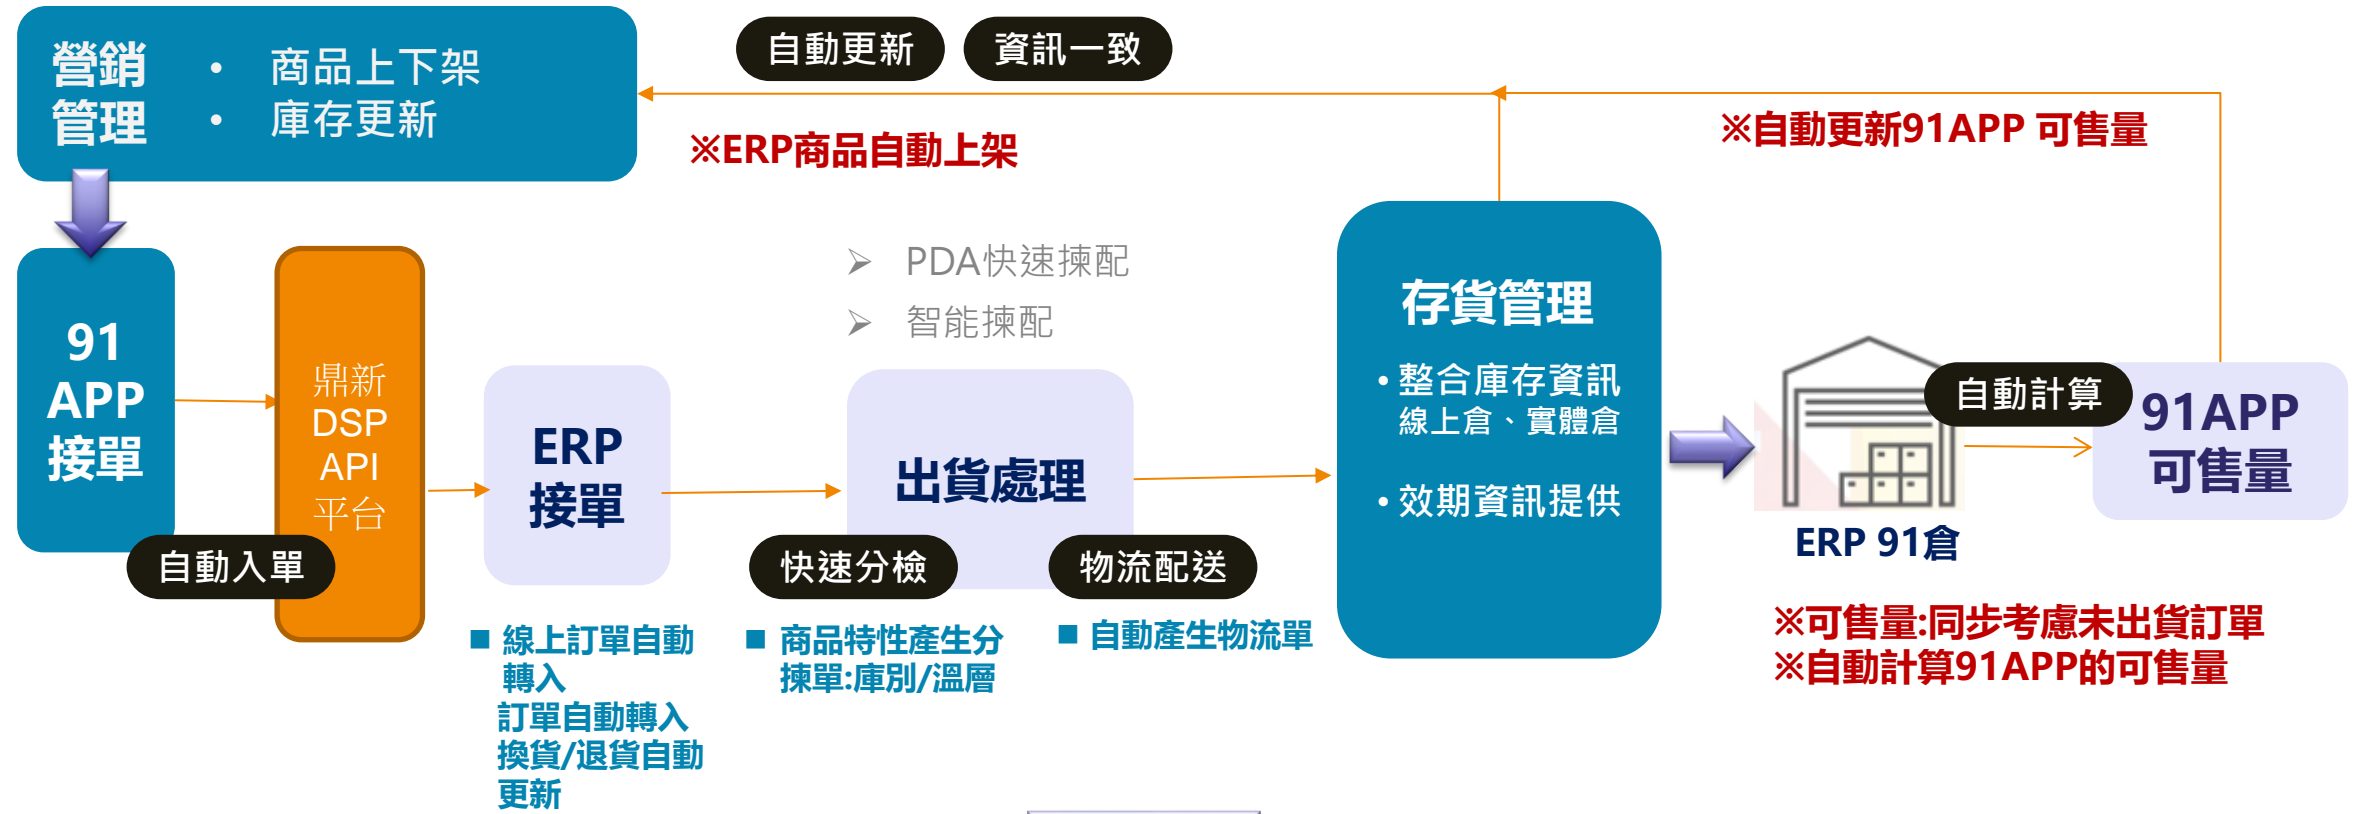 營銷
管理
• 商品上下架
• 庫存更新
自動更新
資訊一致
※ERP商品自動上架
※自動更新91APP 可售量
91
APP
接單
自動入單
鼎新
DSP
API
平台
ERP
接單
■ 線上訂單自動
轉入
訂單自動轉入
換貨/退貨自動
更新
➢ PDA快速揀配
➢ 智能揀配
出貨處理
快速分檢
物流配送
■ 商品特性產生分
揀單:庫別/溫層
■ 自動產生物流單
存貨管理
• 整合庫存資訊
線上倉、實體倉
• 效期資訊提供
ERP 91倉
自動計算
91APP
可售量
※可售量:同步考慮未出貨訂單
※自動計算91APP的可售量